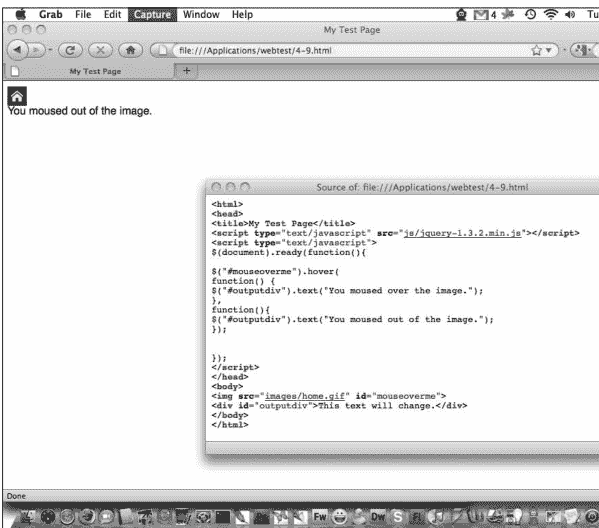 Grab File Edit Capture Window Help 4 Tu
My Test Page
file:///Applications/webtest/4-9.html
My Test Page +
You moused out of the image.
Source of: file:///Applications/webtest/4-9.html
<html>
<head>
<title>My Test Page</title>
<script type="text/javascript" src="js/jquery-1.3.2.min.js"></script>
<script type="text/javascript">
$(document).ready(function(){
$("#mouseoverme").hover(
function() {
$("#outputdiv").text("You moused over the image.");
},
function(){
$("#outputdiv").text("You moused out of the image.");
});
});
</script>
</head>
<body>
<img src="images/home.gif" id="mouseoverme">
<div id="outputdiv">This text will change.</div>
</body>
</html>
Done
Fw Dw S FL